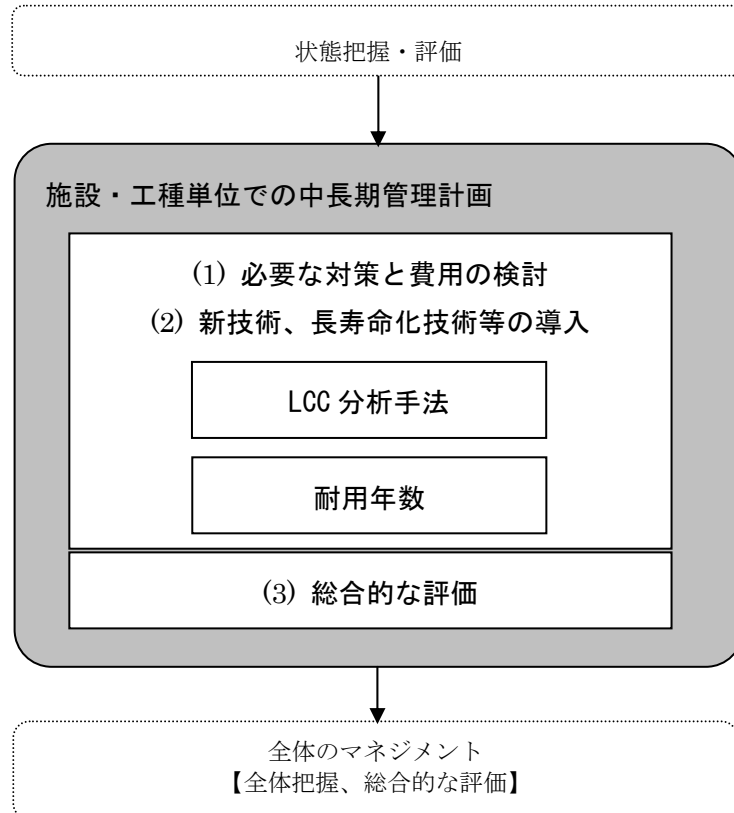 状態把握・評価
施設・工種単位での中長期管理計画
(1) 必要な対策と費用の検討
(2) 新技術、長寿命化技術等の導入
LCC 分析手法
耐用年数
(3) 総合的な評価
全体のマネジメント
【全体把握、総合的な評価】